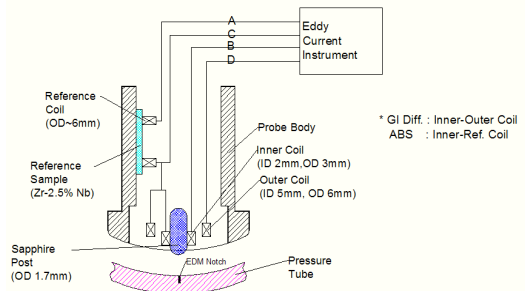 A
C
B
D
Eddy
Current
Instrument
Reference
Coil
(OD~6mm)
Reference
Sample
(Zr-2.5% Nb)
Sapphire
Post
(OD 1.7mm)
Probe Body
Inner Coil
(ID 2mm,OD 3mm)
Outer Coil
(ID 5mm, OD 6mm)
* GI Diff. : Inner-Outer Coil
ABS : Inner-Ref. Coil
EDM Notch
Pressure
Tube